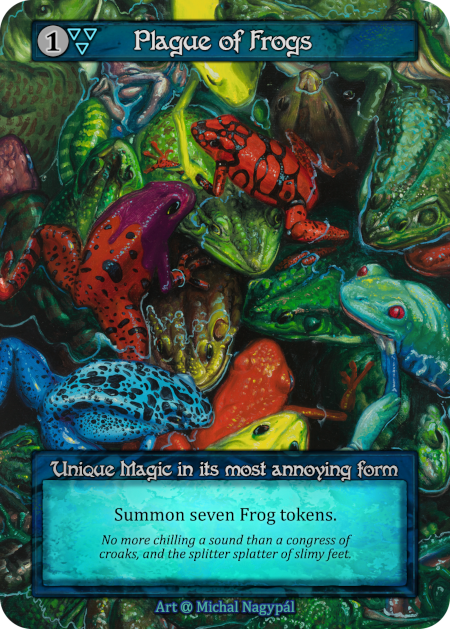 1
Plague of Frogs
Unique Magic in its most annoying form
Summon seven Frog tokens.
No more chilling a sound than a congress of
croaks, and the splitter splatter of slimy feet.
Art @ Michal Nagypál